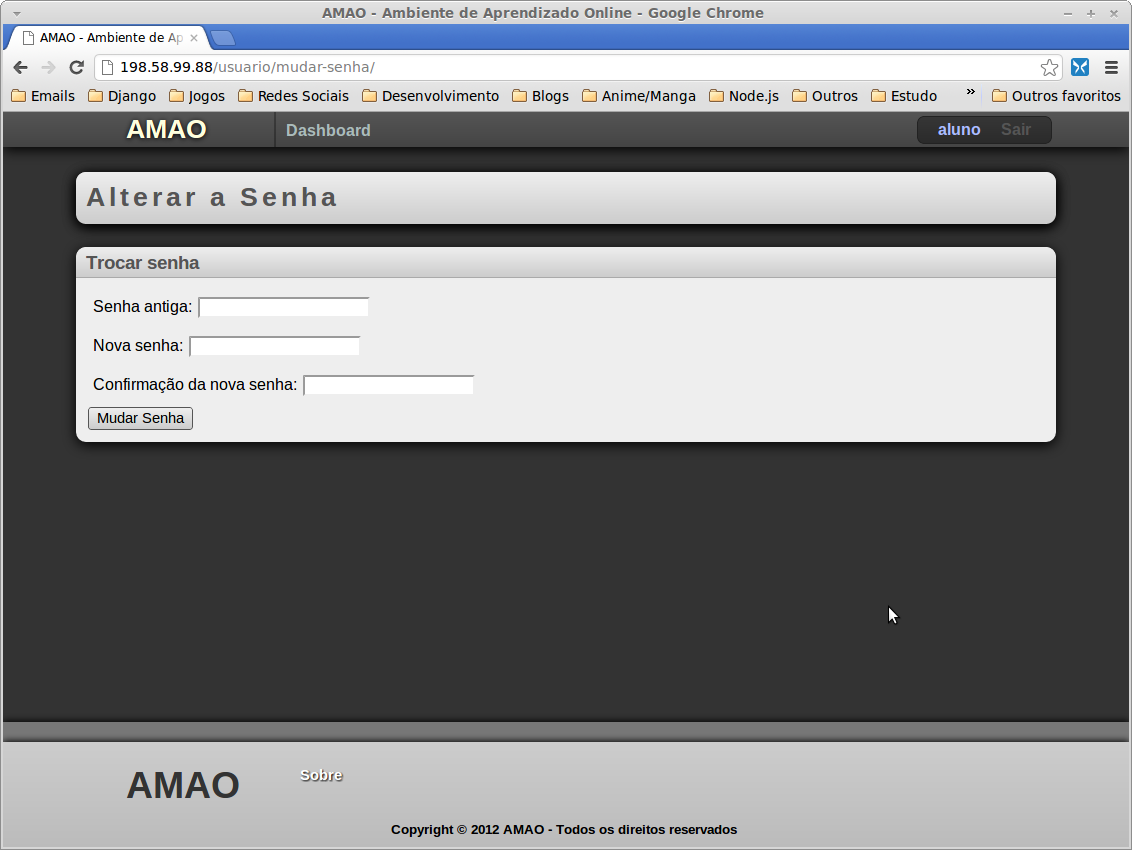 AMAO - Ambiente de Aprendizado Online - Google Chrome
AMAO - Ambiente de Ap
198.58.99.88/usuario/mudar-senha/
Emails Django Jogos Redes Sociais Desenvolvimento Blogs Anime/Manga Node.js Outros Estudo » Outros favoritos
AMAO Dashboard aluno Sair
Alterar a Senha
Trocar senha
Senha antiga:
Nova senha:
Confirmação da nova senha:
Mudar Senha
AMAO Sobre
Copyright © 2012 AMAO - Todos os direitos reservados